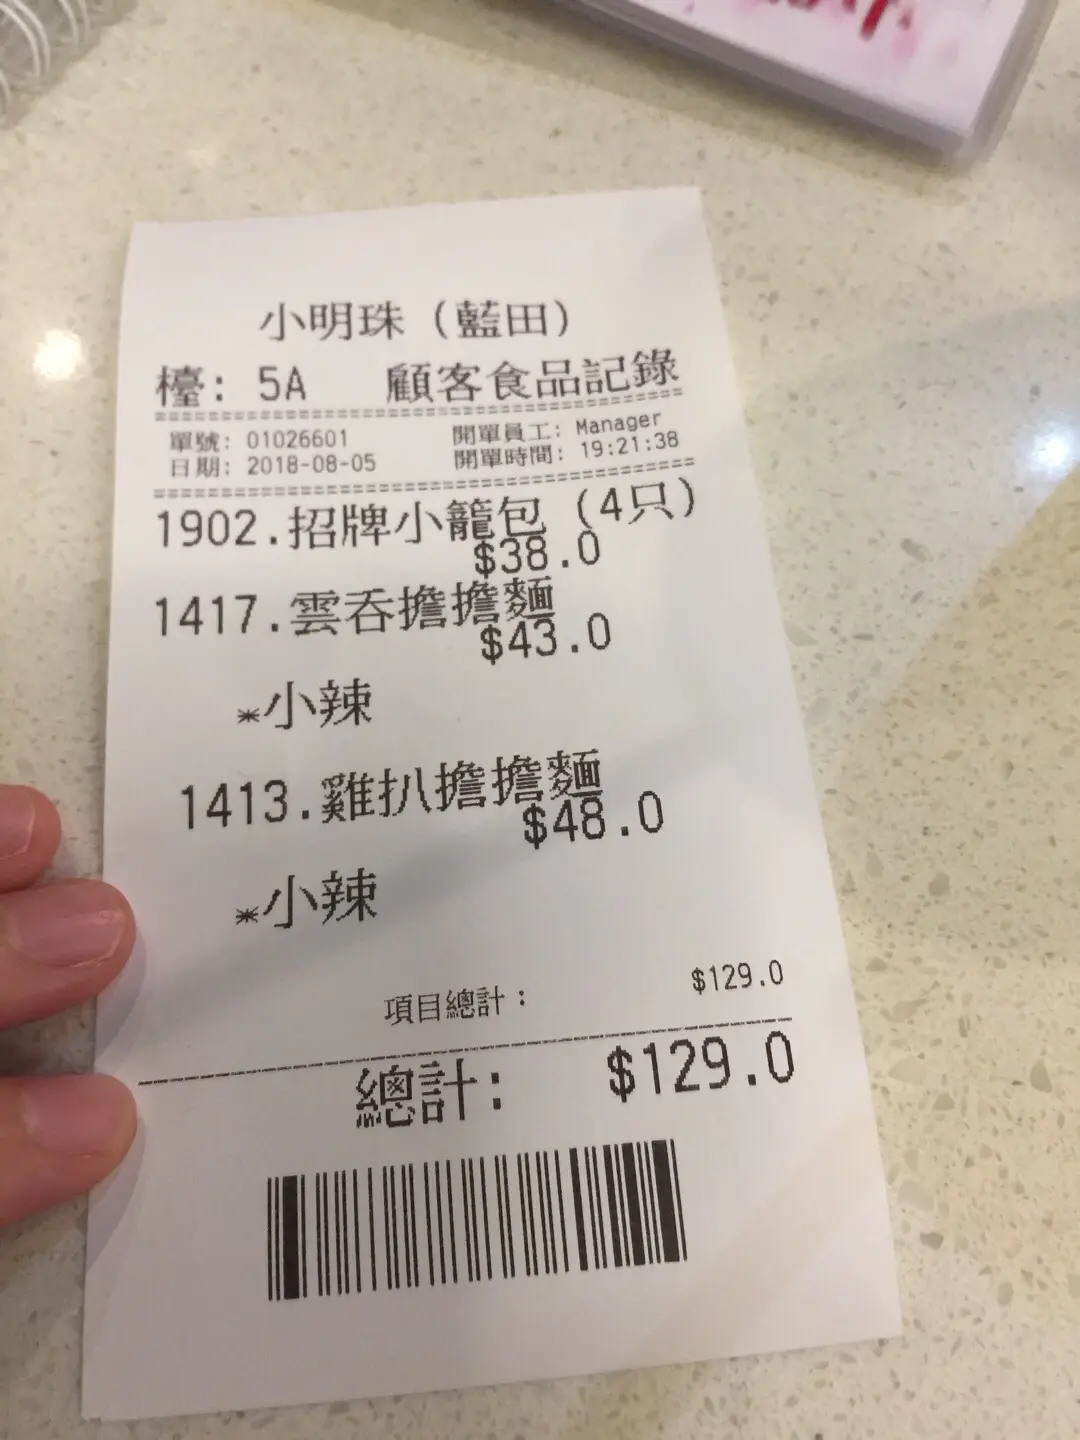 小明珠（藍田）
檯: 5A 顧客食品記錄
單號: 01026601 開單員工: Manager
日期: 2018-08-05 開單時間: 19:21:38
1902.招牌小籠包（4只）
$38.0
1417.雲吞擔擔麵
$43.0
*小辣
1413.雞扒擔擔麵
$48.0
*小辣
項目總計： $129.0
總計: $129.0